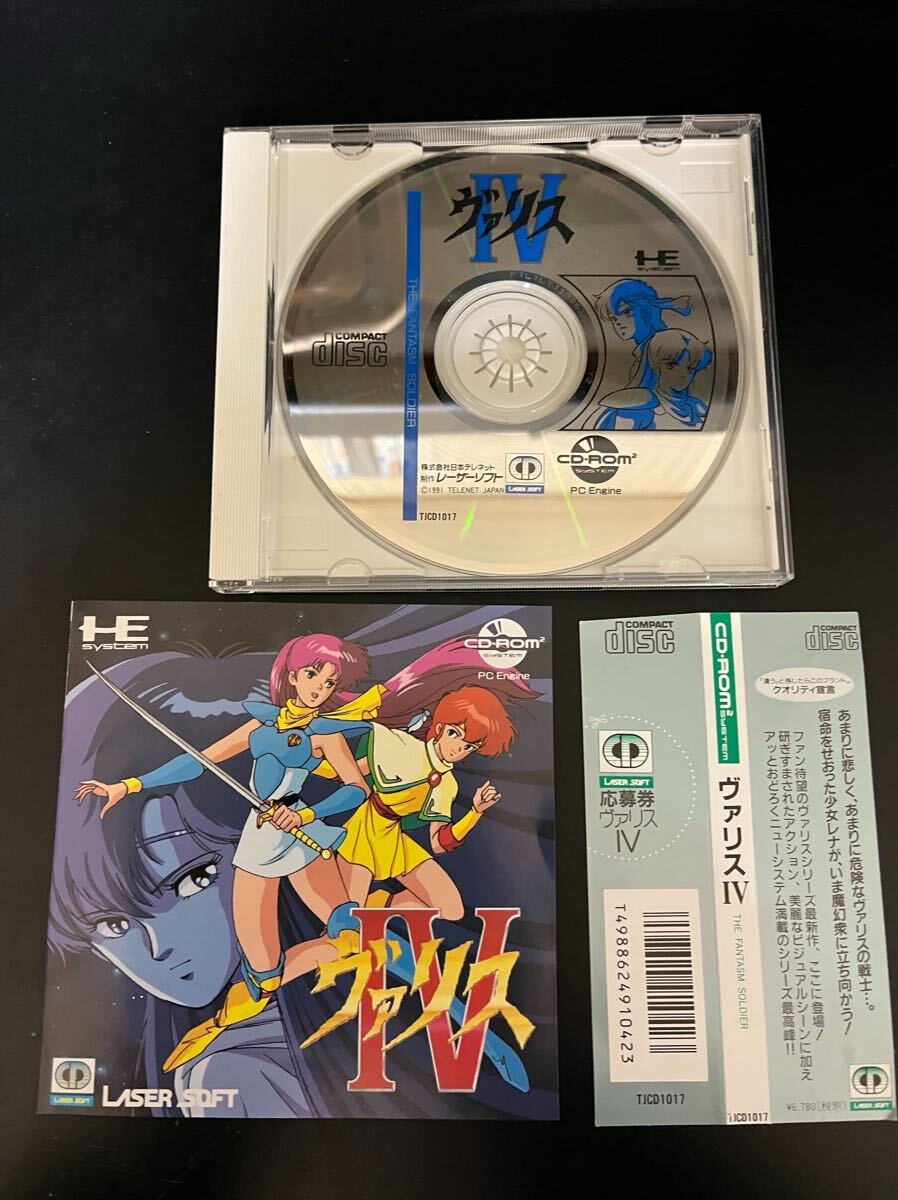 ヴァリス
IV
HE
system
THE FANTASM SOLDIER
COMPACT
disc
株式会社日本テレネット
制作 レーザーソフト
©1991 TELENET JAPAN
LASER SOFT
CD-ROM²
SYSTEM
PC Engine
TJCD1017
HE
system
CD-ROM²
SYSTEM
PC Engine
ヴァリス
IV
LASER SOFT
LASER SOFT
COMPACT
disc
LASER SOFT
応募券
ヴァリス
IV
T4988624910423
TJCD1017
CD-ROM²
SYSTEM
ヴァリスIV
THE FANTASM SOLDIER
TJCD1017
COMPACT
disc
「違う」と感じたらこのブランド。
クオリティ宣言
あまりに悲しく、あまりに危険なヴァリスの戦士…。
宿命をせおった少女レナが、いま魔幻衆に立ち向かう!
ファン待望のヴァリスシリーズ最新作、ここに登場!
研ぎすまされたアクション、美麗なビジュアルシーンに加え
アッとおどろくニューシステム満載のシリーズ最高峰!!
¥6,780(税別)
LASER SOFT